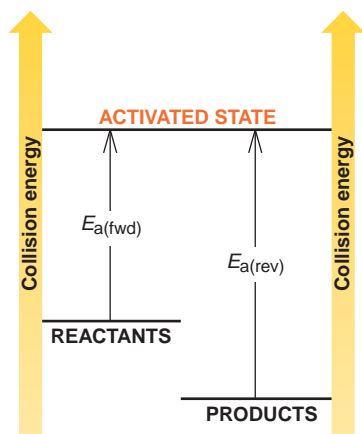 Collision energy
ACTIVATED STATE
Ea(fwd)
Ea(rev)
REACTANTS
PRODUCTS
Collision energy